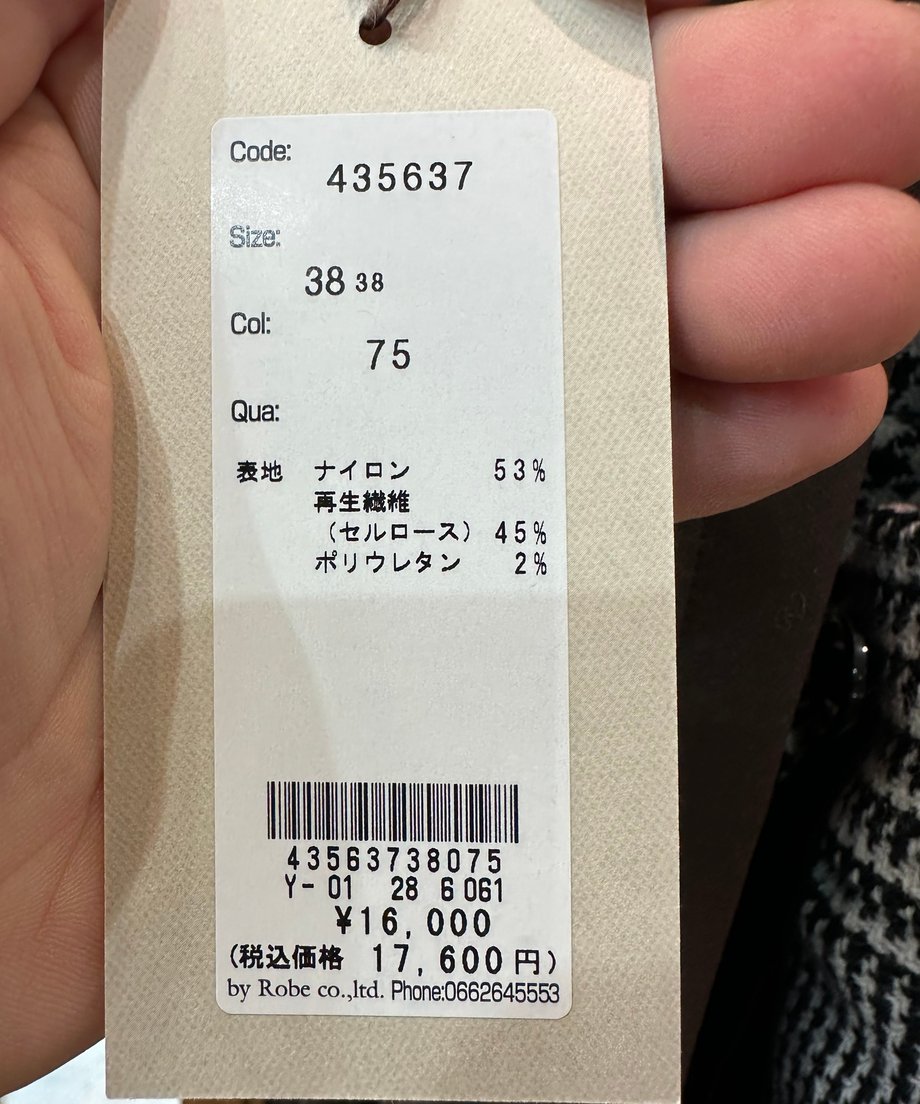 Code:
435637
Size:
38 38
Col:
75
Qua:
表地 ナイロン 53%
再生繊維
(セルロース) 45%
ポリウレタン 2%
43563738075
Y-01 28 6061
¥16,000
(税込価格 17,600円)
by Robe co.,ltd. Phone:0662645553